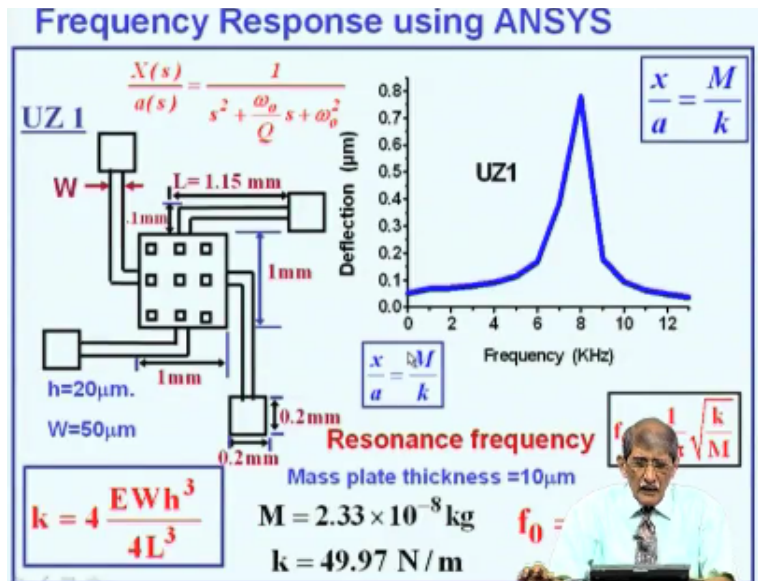 Frequency Response using ANSYS
X(s)/a(s) = 1/(s² + (ω₀/Q)s + ω₀²)
x/a = M/k
UZ 1
W
L= 1.15 mm
.1mm
1mm
1mm
h=20μm.
W=50μm
0.2mm
0.2mm
Deflection (μm)
0.8
0.7
0.6
0.5
0.4
0.3
0.2
0.1
0.0
UZ1
0 2 4 6 8 10 12
Frequency (KHz)
x/a = M/k
Resonance frequency
√(k/M)
Mass plate thickness =10μm
k = 4 EWh³/4L³
M = 2.33 × 10⁻⁸ kg
f₀ =
k = 49.97 N/m